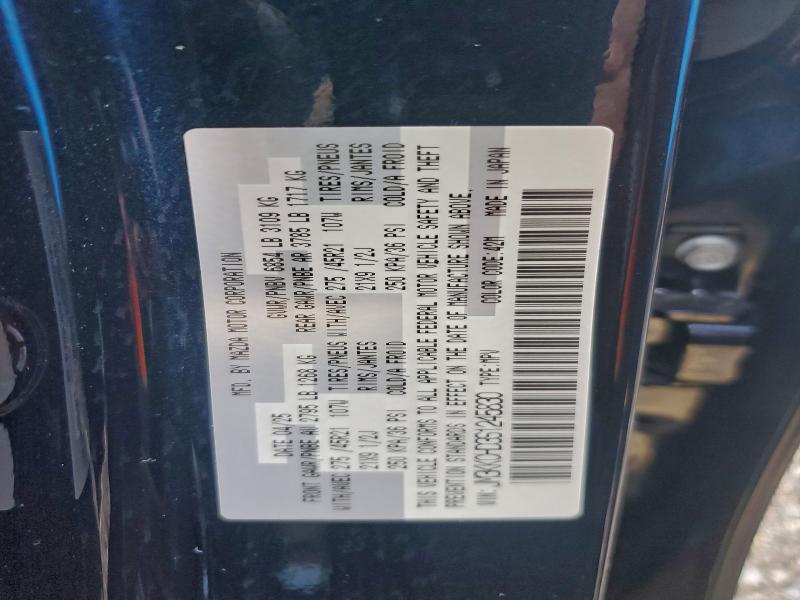 MFD. BY MAZDA MOTOR CORPORATION
DATE 04/25 GVWR/PNBV 6854 LB 3109 KG
FRONT GAWR/PNBE AV 2795 LB 1268 KG REAR GAWR/PNBE AR 3785 LB 1717 KG
WITH/AVEC 275 /45R21 107W TIRES/PNEUS WITH/AVEC 275 /45R21 107W TIRES/PNEUS
21X9 1/2J RIMS/JANTES 21X9 1/2J RIMS/JANTES
250 KPA/36 PSI COLD/A FROID 250 KPA/36 PSI COLD/A FROID
THIS VEHICLE CONFORMS TO ALL APPLICABLE FEDERAL MOTOR VEHICLE SAFETY AND THEFT
PREVENTION STANDARDS IN EFFECT ON THE DATE OF MANUFACTURE SHOWN ABOVE.
VIN: TYPE:MPV COLOR CODE:42M MADE IN JAPAN